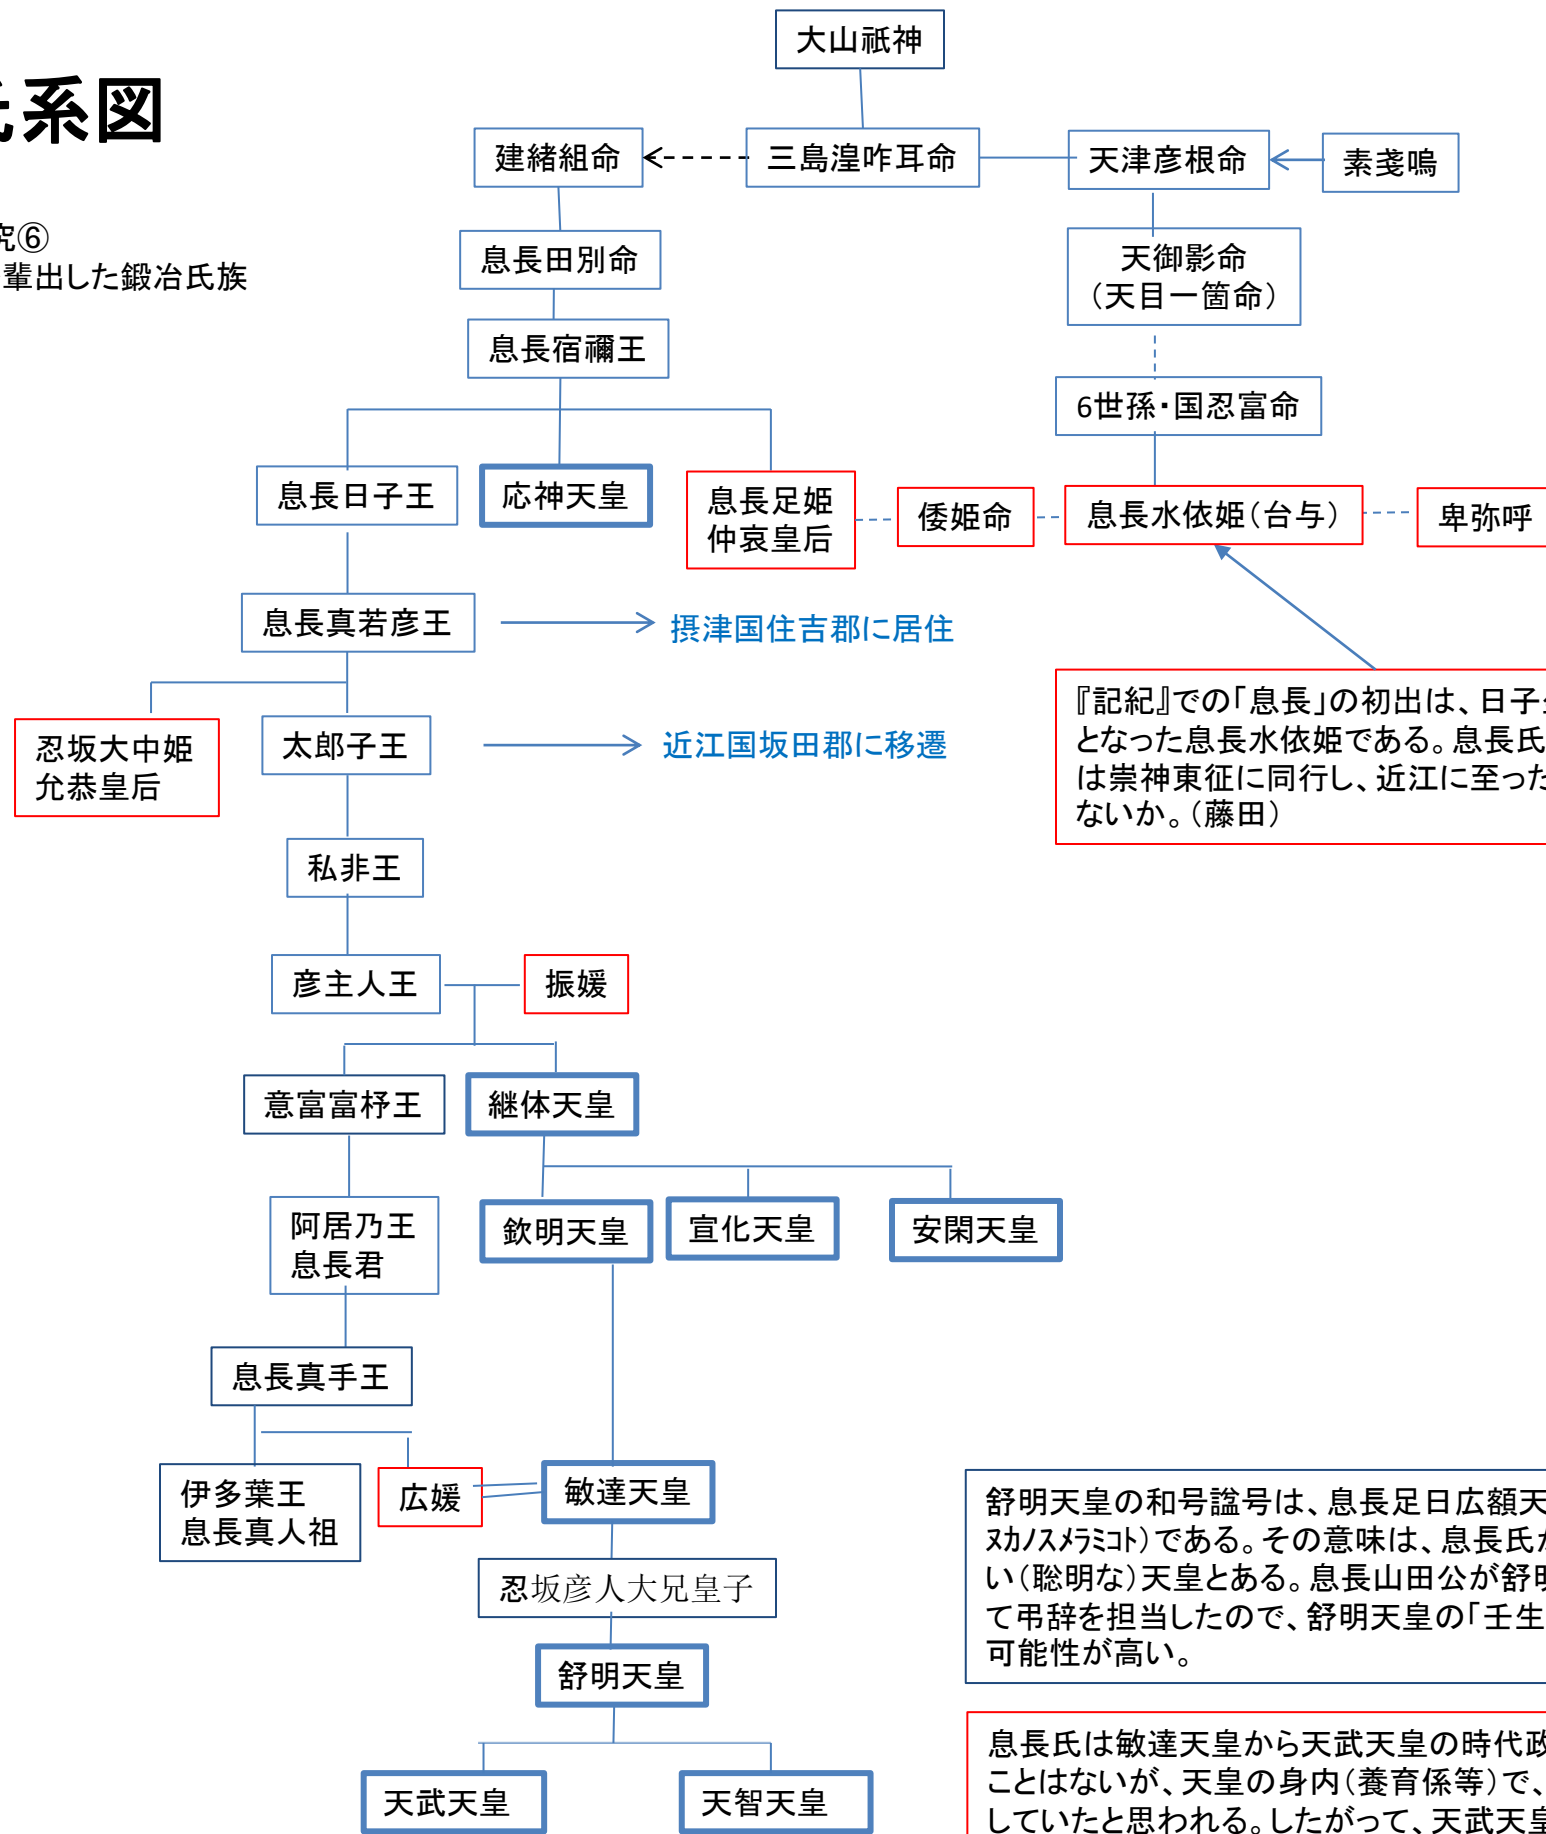 氏系図
究⑥
輩出した鍛冶氏族
大山祇神
建緒組命
三島湟咋耳命
天津彦根命
素戔嗚
息長田別命
天御影命
（天目一箇命）
息長宿禰王
6世孫・国忍富命
息長日子王
応神天皇
息長足姫
仲哀皇后
倭姫命
息長水依姫（台与）
卑弥呼
息長真若彦王
摂津国住吉郡に居住
忍坂大中姫
允恭皇后
太郎子王
近江国坂田郡に移遷
『記紀』での「息長」の初出は、日子坐
となった息長水依姫である。息長氏
は崇神東征に同行し、近江に至った
ないか。（藤田）
私非王
彦主人王
振媛
意富富杼王
継体天皇
阿居乃王
息長君
欽明天皇
宣化天皇
安閑天皇
息長真手王
伊多葉王
息長真人祖
広媛
敏達天皇
忍坂彦人大兄皇子
舒明天皇
天武天皇
天智天皇
舒明天皇の和号諡号は、息長足日広額天
ﾇｶﾉｽﾒﾗﾐｺﾄ）である。その意味は、息長氏が
い（聡明な）天皇とある。息長山田公が舒明
て弔辞を担当したので、舒明天皇の「壬生
可能性が高い。
息長氏は敏達天皇から天武天皇の時代政
ことはないが、天皇の身内（養育係等）で、
していたと思われる。したがって、天武天皇